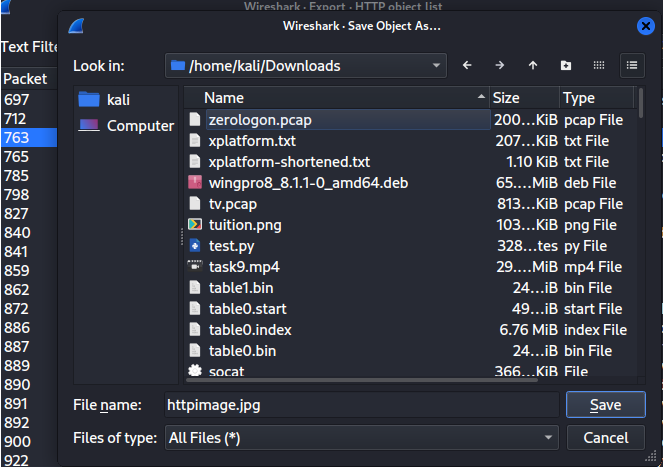 Wireshark · Export · HTTP object list
Wireshark · Save Object As...
Text Filte
Look in: /home/kali/Downloads
Packet
kali
Computer
Name Size Type
697
712
763
765
785
798
827
840
841
859
862
872
886
887
889
890
891
892
900
922
zerologon.pcap 200...KiB pcap File
xplatform.txt 207...KiB txt File
xplatform-shortened.txt 1.10 KiB txt File
wingpro8_8.1.1-0_amd64.deb 65....MiB deb File
tv.pcap 813...KiB pcap File
tuition.png 103...KiB png File
test.py 328...tes py File
task9.mp4 29....MiB mp4 File
table1.bin 24...iB bin File
table0.start 49...iB start File
table0.index 6.76 MiB index File
table0.bin 24...iB bin File
socat 366...KiB File
File name: httpimage.jpg Save
Files of type: All Files (*) Cancel